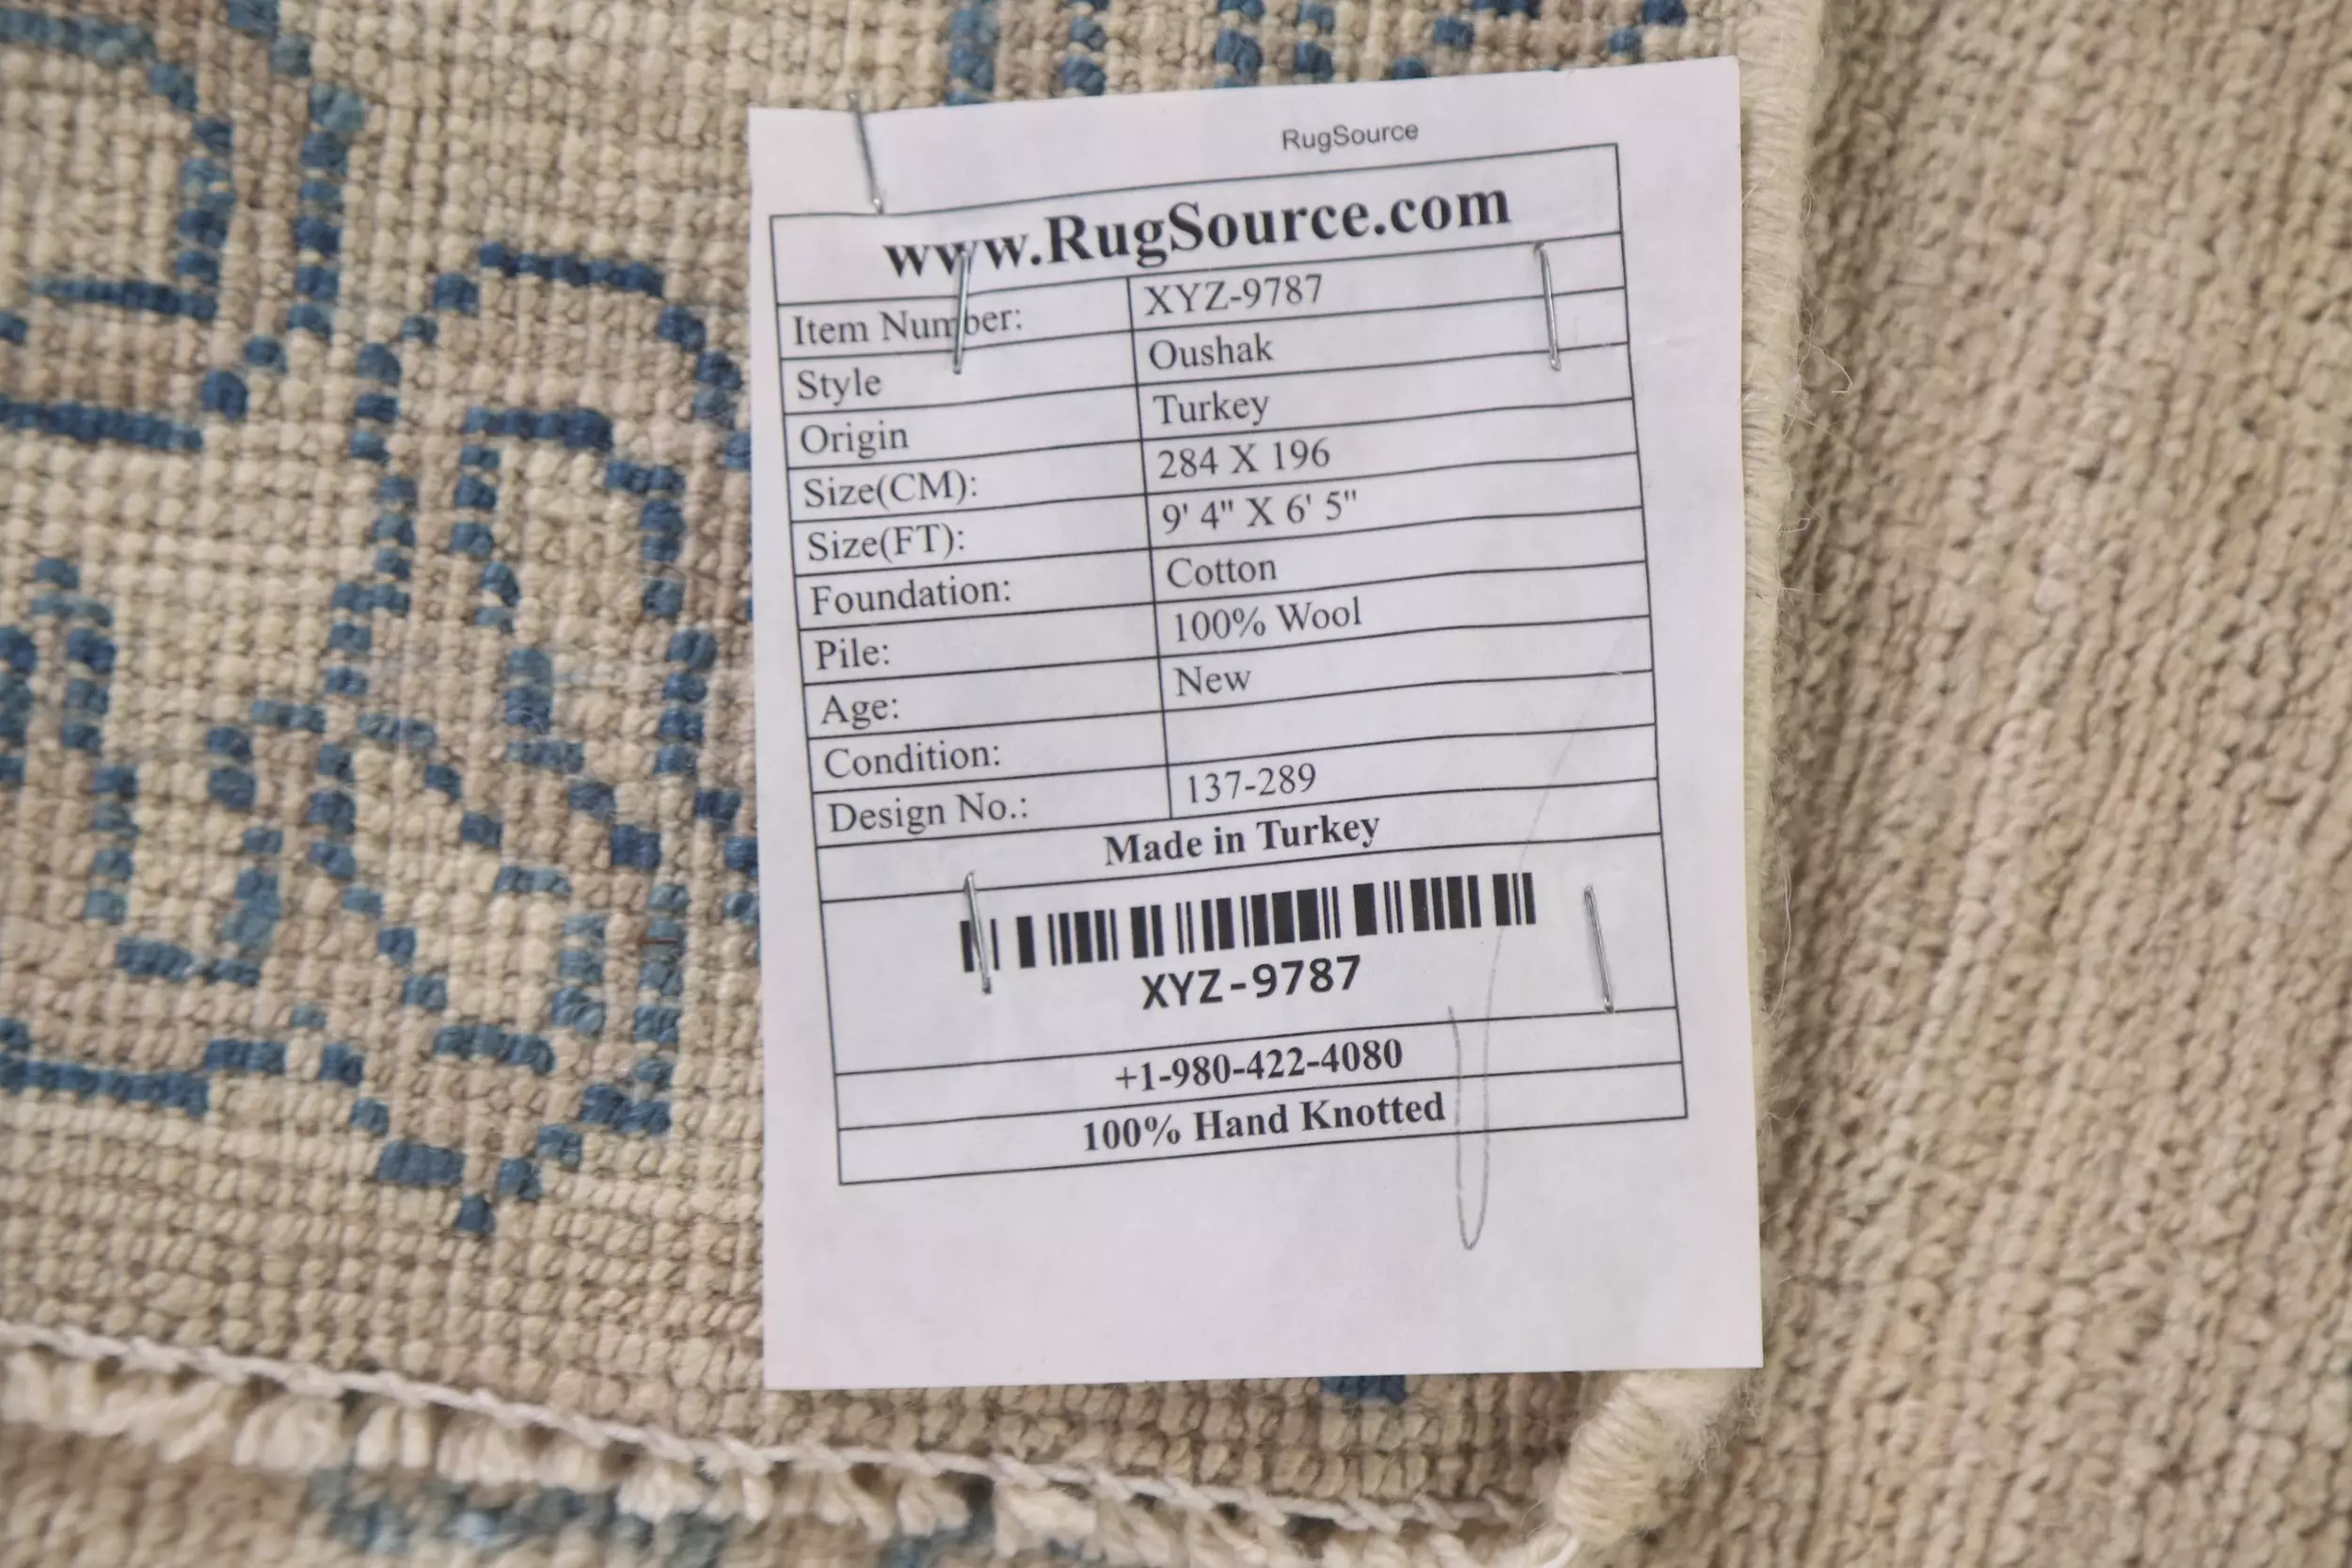 RugSource
www.RugSource.com
Item Number: XYZ-9787
Style Oushak
Origin Turkey
Size(CM): 284 X 196
Size(FT): 9' 4" X 6' 5"
Foundation: Cotton
Pile: 100% Wool
Age: New
Condition:
Design No.: 137-289
Made in Turkey
XYZ-9787
+1-980-422-4080
100% Hand Knotted